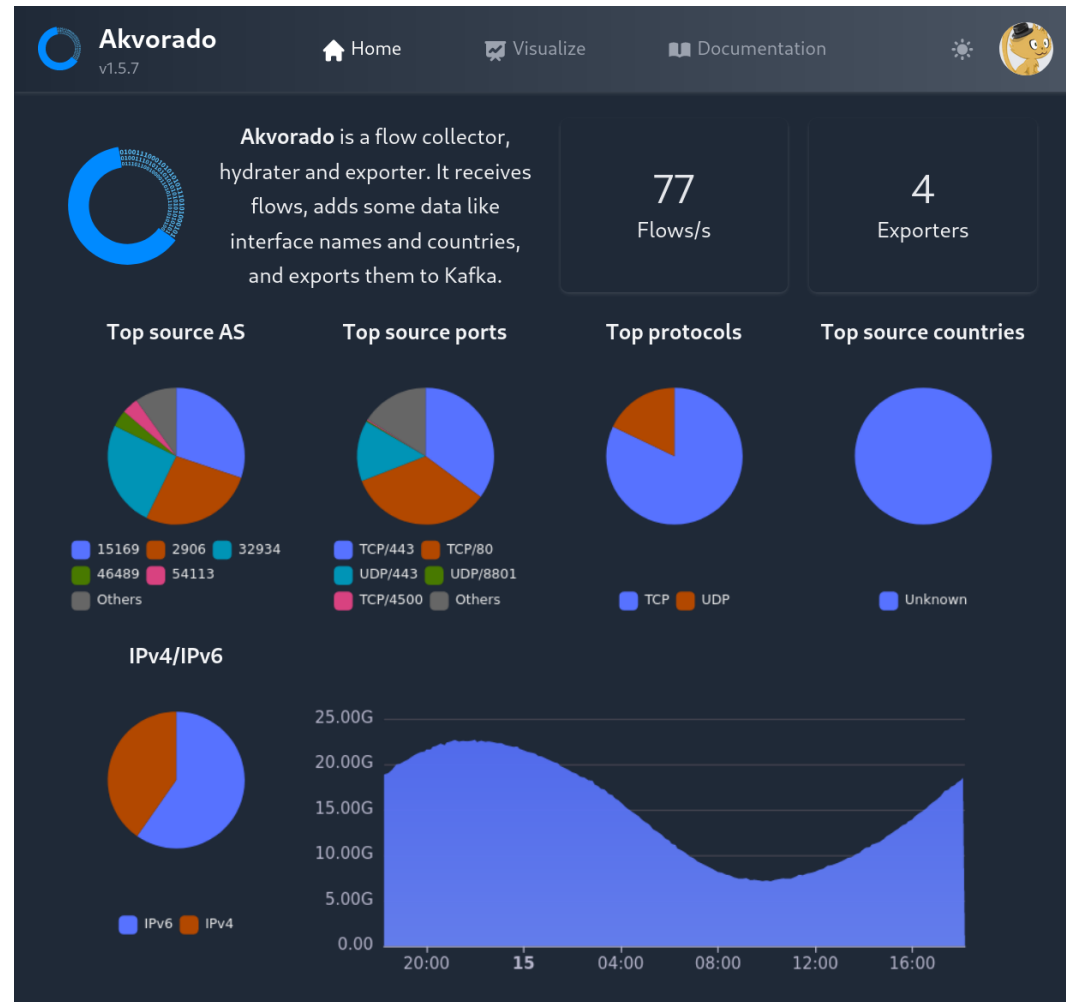 Akvorado
v1.5.7
Home
Visualize
Documentation
Akvorado is a flow collector,
hydrater and exporter. It receives
flows, adds some data like
interface names and countries,
and exports them to Kafka.
77
Flows/s
4
Exporters
Top source AS
15169 2906 32934
46489 54113
Others
Top source ports
TCP/443 TCP/80
UDP/443 UDP/8801
TCP/4500 Others
Top protocols
TCP UDP
Top source countries
Unknown
IPv4/IPv6
IPv6 IPv4
25.00G
20.00G
15.00G
10.00G
5.00G
0.00
20:00 15 04:00 08:00 12:00 16:00